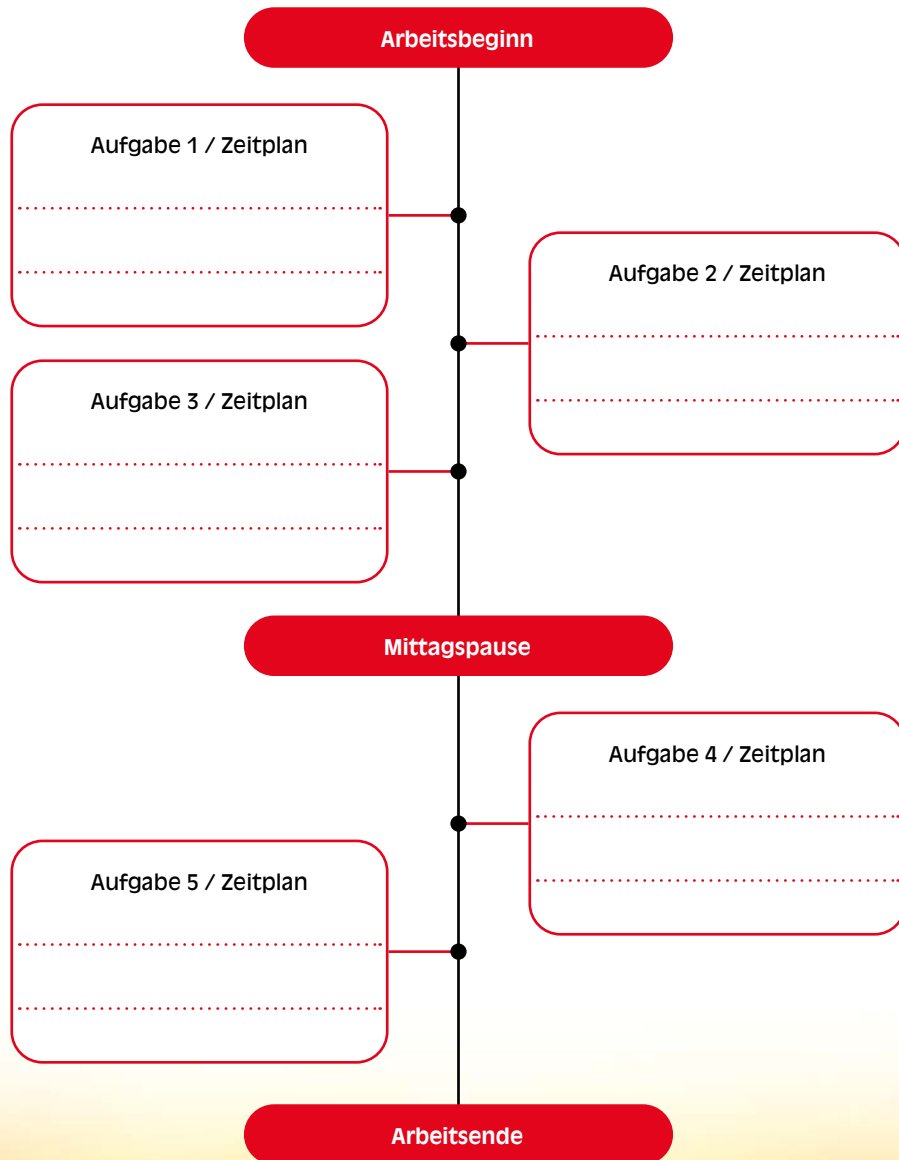 Arbeitsbeginn
Aufgabe 1 / Zeitplan
Aufgabe 2 / Zeitplan
Aufgabe 3 / Zeitplan
Mittagspause
Aufgabe 4 / Zeitplan
Aufgabe 5 / Zeitplan
Arbeitsende